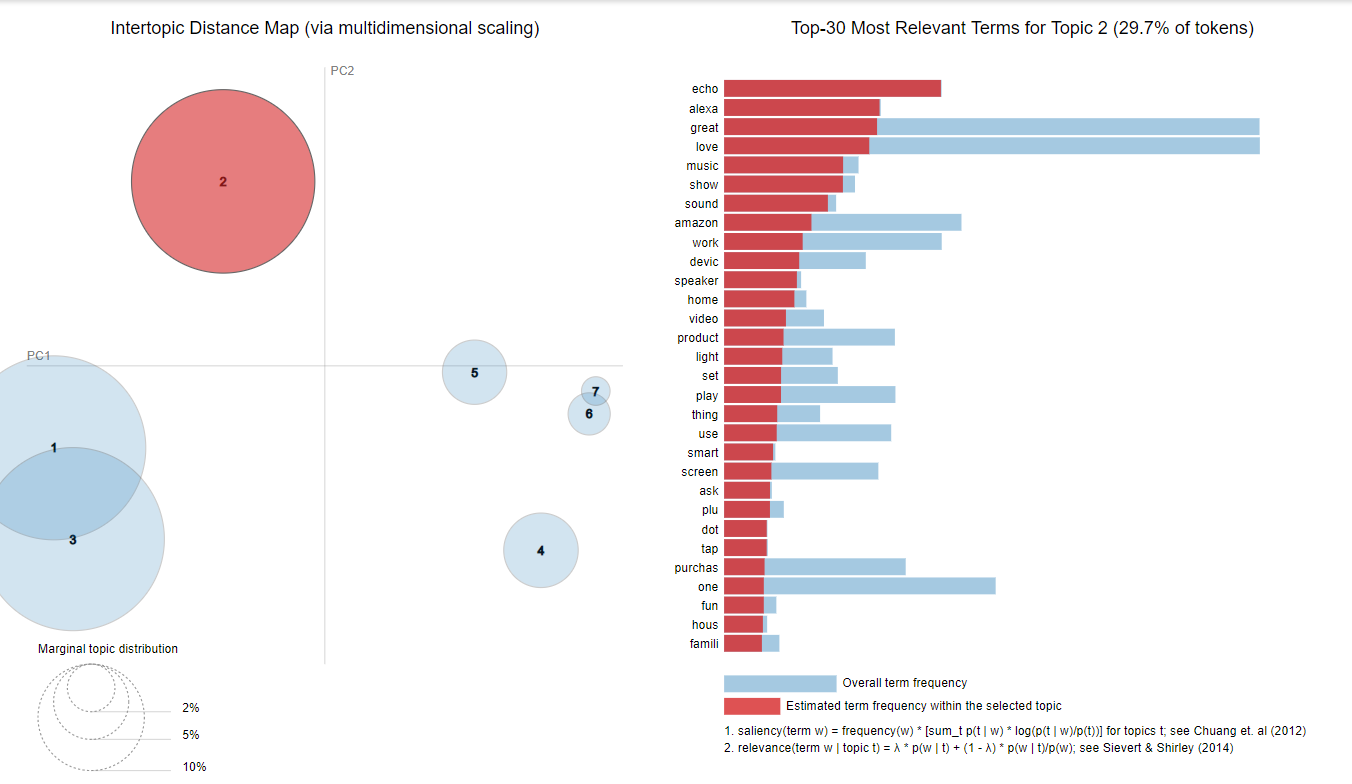 Intertopic Distance Map (via multidimensional scaling)
PC2
2
PC1
5
7
6
1
3
4
Marginal topic distribution
2%
5%
10%
Top-30 Most Relevant Terms for Topic 2 (29.7% of tokens)
echo
alexa
great
love
music
show
sound
amazon
work
devic
speaker
home
video
product
light
set
play
thing
use
smart
screen
ask
plu
dot
tap
purchas
one
fun
hous
famili
Overall term frequency
Estimated term frequency within the selected topic
1. saliency(term w) = frequency(w) * [sum_t p(t | w) * log(p(t | w)/p(t))] for topics t; see Chuang et. al (2012)
2. relevance(term w | topic t) = λ * p(w | t) + (1 - λ) * p(w | t)/p(w); see Sievert & Shirley (2014)